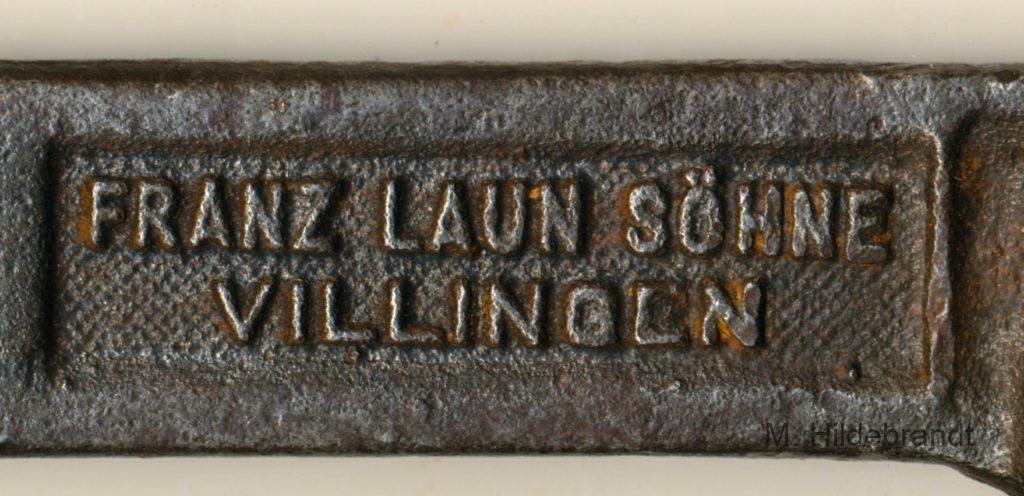 FRANZ LAUN SÖHNE
VILLINGEN
M. Hildebrandt